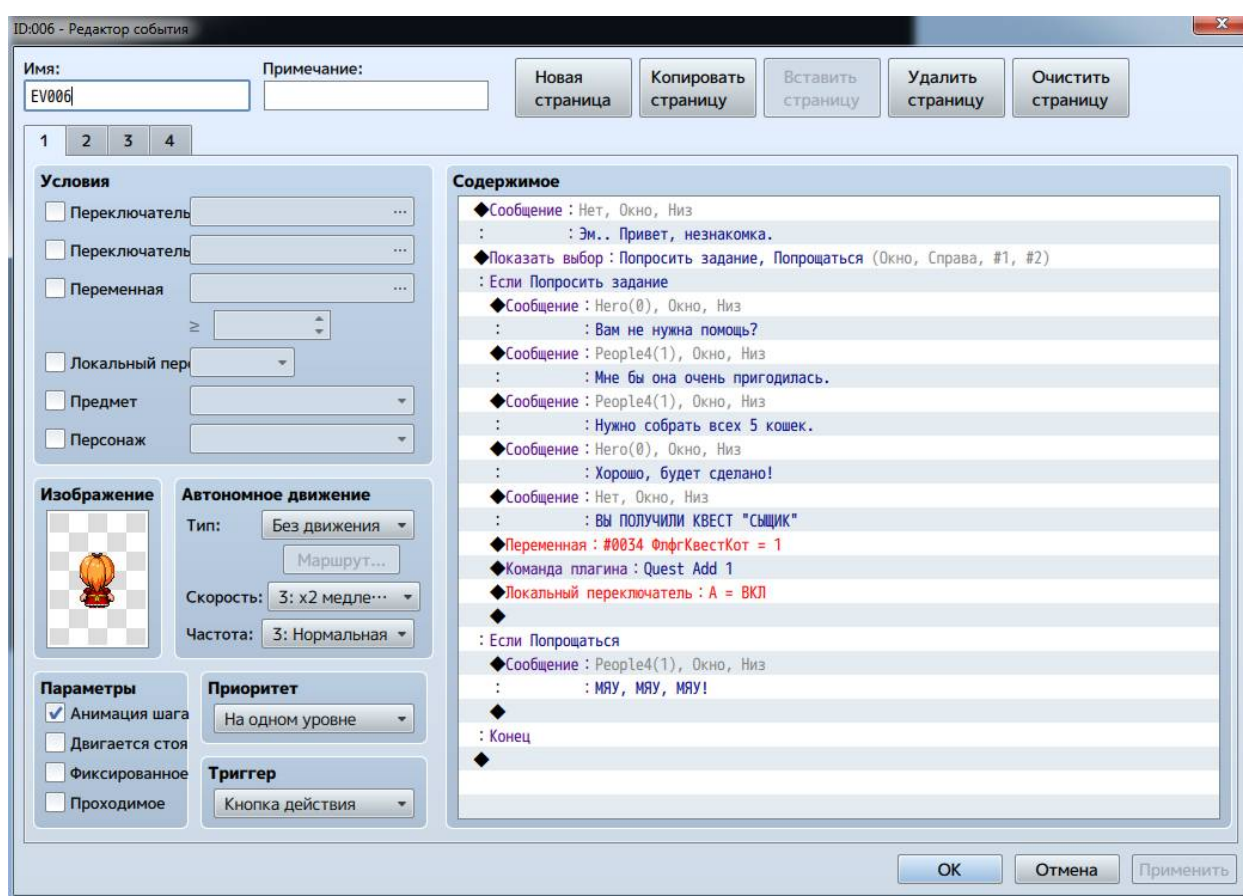 ID:006 - Редактор события
Имя:
Примечание:
EV006
Новая страница
Копировать страницу
Вставить страницу
Удалить страницу
Очистить страницу
1 2 3 4
Условия
Переключатель ...
Переключатель ...
Переменная ...
≥
Локальный пер
Предмет
Персонаж
Изображение
Автономное движение
Тип: Без движения
Маршрут...
Скорость: 3: x2 медле...
Частота: 3: Нормальная
Параметры
Анимация шага
Двигается стоя
Фиксированное
Проходимое
Приоритет
На одном уровне
Триггер
Кнопка действия
Содержимое
◆Сообщение : Нет, Окно, Низ
: : Эм.. Привет, незнакомка.
◆Показать выбор : Попросить задание, Попрощаться (Окно, Справа, #1, #2)
: Если Попросить задание
◆Сообщение : Hero(0), Окно, Низ
: : Вам не нужна помощь?
◆Сообщение : People4(1), Окно, Низ
: : Мне бы она очень пригодилась.
◆Сообщение : People4(1), Окно, Низ
: : Нужно собрать всех 5 кошек.
◆Сообщение : Hero(0), Окно, Низ
: : Хорошо, будет сделано!
◆Сообщение : Нет, Окно, Низ
: : ВЫ ПОЛУЧИЛИ КВЕСТ "СЫЩИК"
◆Переменная : #0034 ФлфгКвестКот = 1
◆Команда плагина : Quest Add 1
◆Локальный переключатель : A = ВКЛ
◆
: Если Попрощаться
◆Сообщение : People4(1), Окно, Низ
: : МЯУ, МЯУ, МЯУ!
◆
: Конец
◆
OK
Отмена
Применить